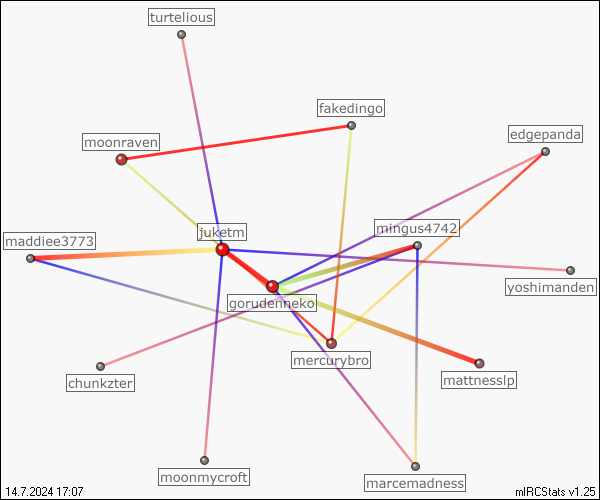 turtelious
fakedingo
edgepanda
moonraven
juketm
mingus4742
maddiee3773
yoshimanden
gorudenneko
mercurybro
chunkzter
mattnesslp
moonmycroft
marcemadness
14.7.2024 17:07
mIRCStats v1.25